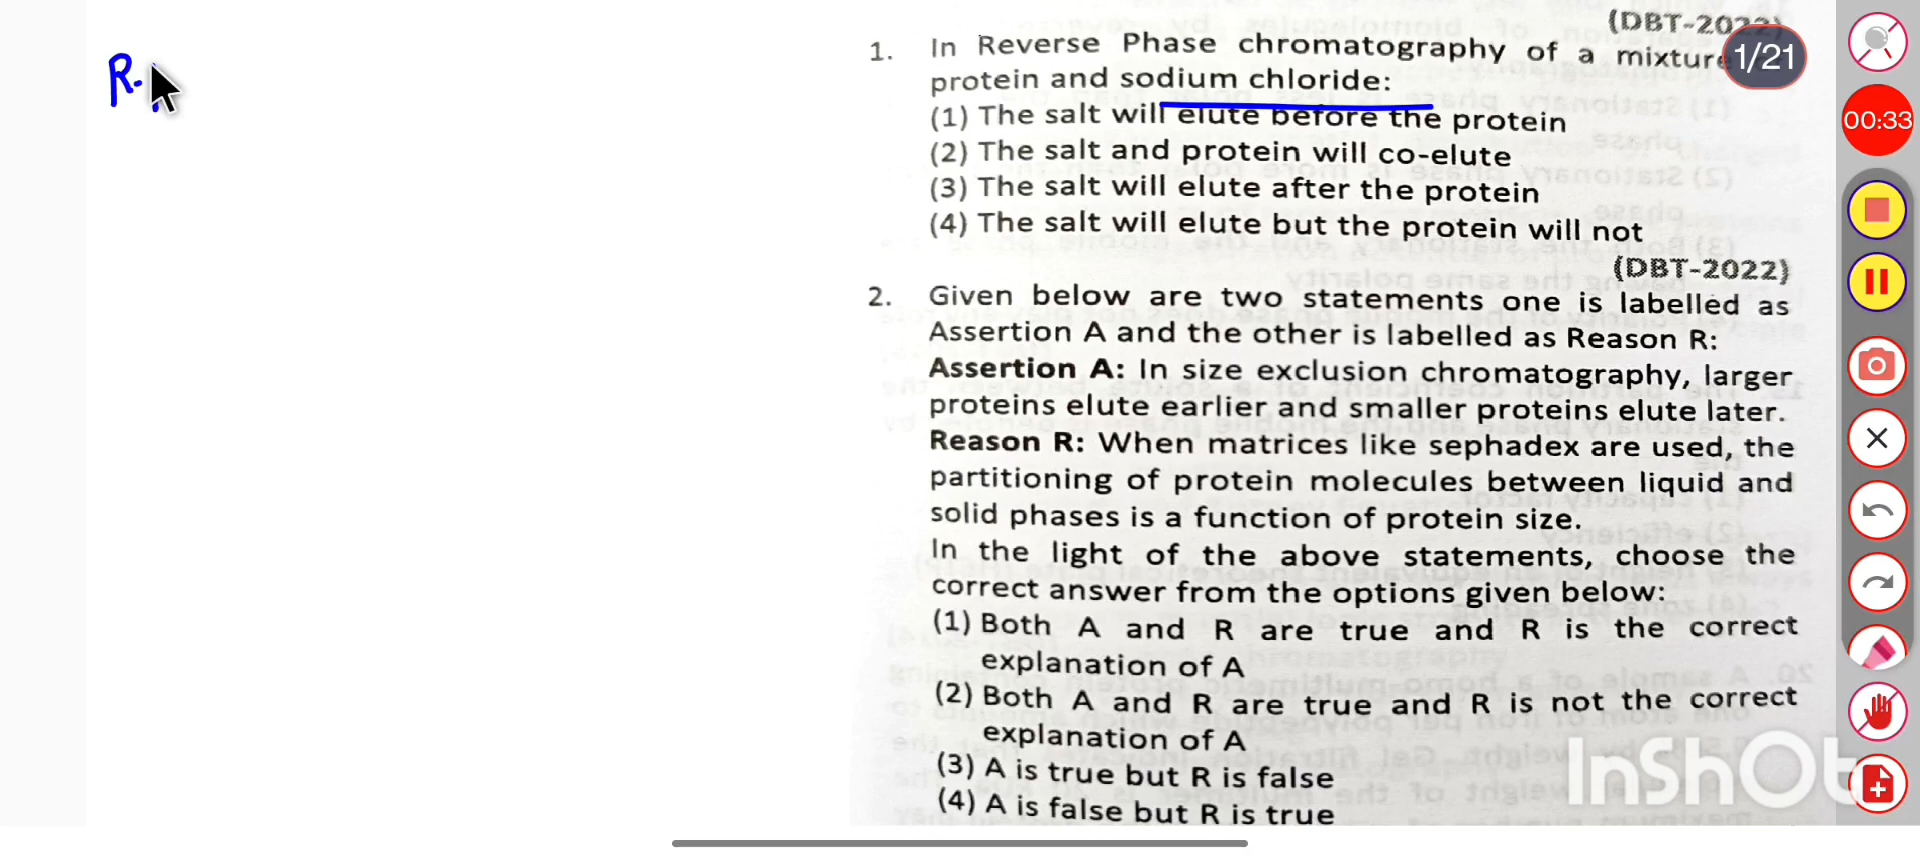 R.
(DBT-2022)
1. In Reverse Phase chromatography of a mixture
protein and sodium chloride:
(1) The salt will elute before the protein
(2) The salt and protein will co-elute
(3) The salt will elute after the protein
(4) The salt will elute but the protein will not
(DBT-2022)
2. Given below are two statements one is labelled as
Assertion A and the other is labelled as Reason R:
Assertion A: In size exclusion chromatography, larger
proteins elute earlier and smaller proteins elute later.
Reason R: When matrices like sephadex are used, the
partitioning of protein molecules between liquid and
solid phases is a function of protein size.
In the light of the above statements, choose the
correct answer from the options given below:
(1) Both A and R are true and R is the correct
explanation of A
(2) Both A and R are true and R is not the correct
explanation of A
(3) A is true but R is false
(4) A is false but R is true
1/21
00:33
InShOt